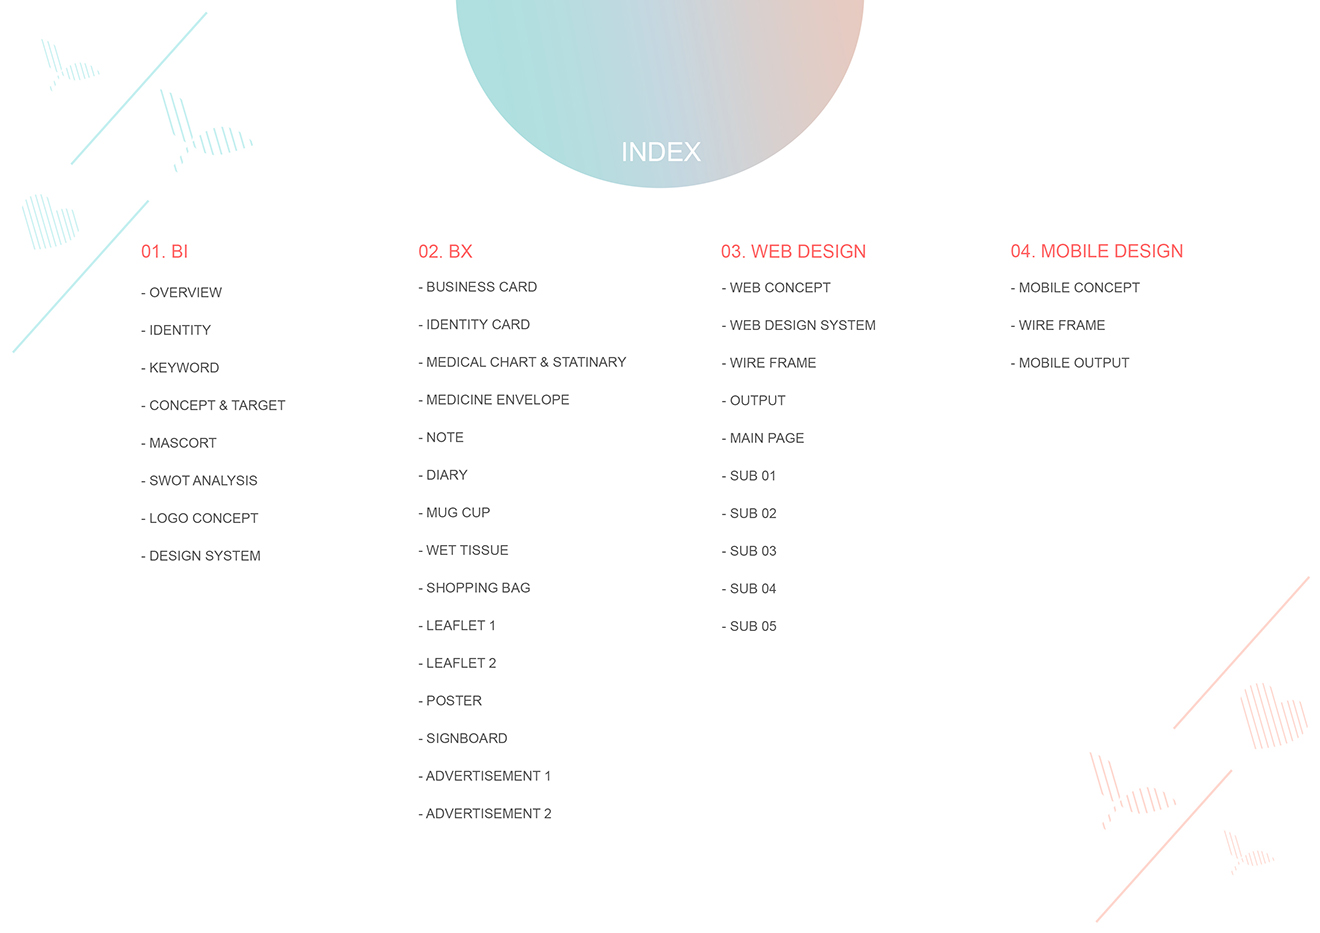 INDEX
01. BI
- OVERVIEW
- IDENTITY
- KEYWORD
- CONCEPT & TARGET
- MASCORT
- SWOT ANALYSIS
- LOGO CONCEPT
- DESIGN SYSTEM
02. BX
- BUSINESS CARD
- IDENTITY CARD
- MEDICAL CHART & STATINARY
- MEDICINE ENVELOPE
- NOTE
- DIARY
- MUG CUP
- WET TISSUE
- SHOPPING BAG
- LEAFLET 1
- LEAFLET 2
- POSTER
- SIGNBOARD
- ADVERTISEMENT 1
- ADVERTISEMENT 2
03. WEB DESIGN
- WEB CONCEPT
- WEB DESIGN SYSTEM
- WIRE FRAME
- OUTPUT
- MAIN PAGE
- SUB 01
- SUB 02
- SUB 03
- SUB 04
- SUB 05
04. MOBILE DESIGN
- MOBILE CONCEPT
- WIRE FRAME
- MOBILE OUTPUT